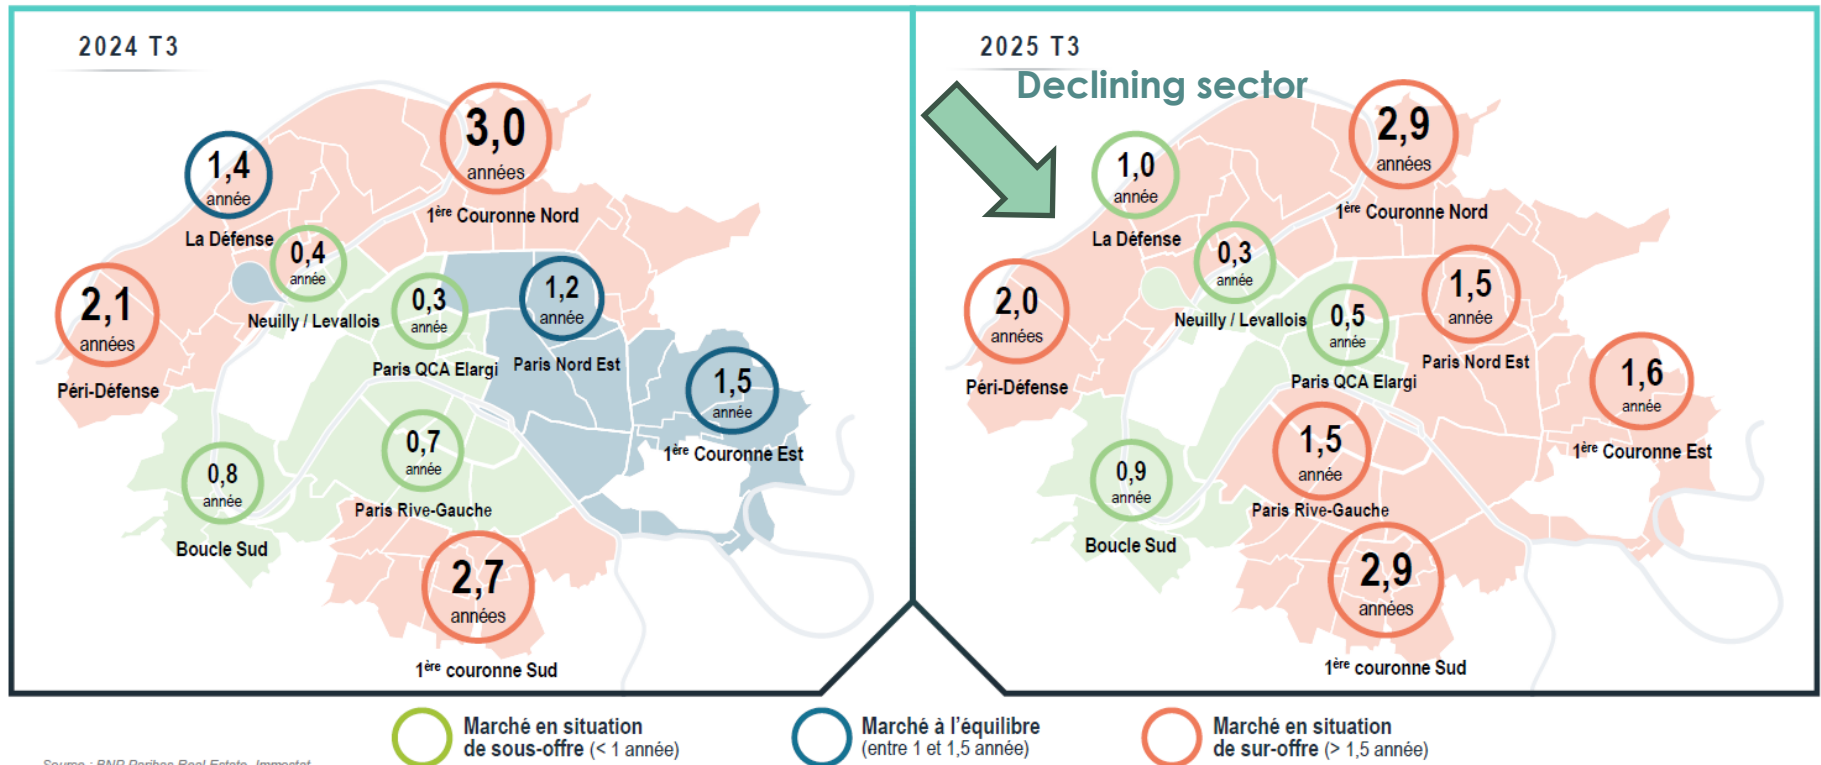 2024 T3
3,0
années
1ère Couronne Nord
1,4
année
La Défense
0,4
année
Neuilly / Levallois
0,3
année
Paris QCA Elargi
1,2
année
Paris Nord Est
2,1
années
Péri-Défense
1,5
année
1ère Couronne Est
0,7
année
Paris Rive-Gauche
0,8
année
Boucle Sud
2,7
années
1ère couronne Sud
2025 T3
Declining sector
2,9
années
1ère Couronne Nord
1,0
année
La Défense
0,3
année
Neuilly / Levallois
0,5
année
Paris QCA Elargi
1,5
année
Paris Nord Est
2,0
années
Péri-Défense
1,6
année
1ère Couronne Est
1,5
année
Paris Rive-Gauche
0,9
année
Boucle Sud
2,9
années
1ère couronne Sud
Marché en situation
de sous-offre (< 1 année)
Marché à l'équilibre
(entre 1 et 1,5 année)
Marché en situation
de sur-offre (> 1,5 année)
Source : BNP Paribas Real Estate, Immostat